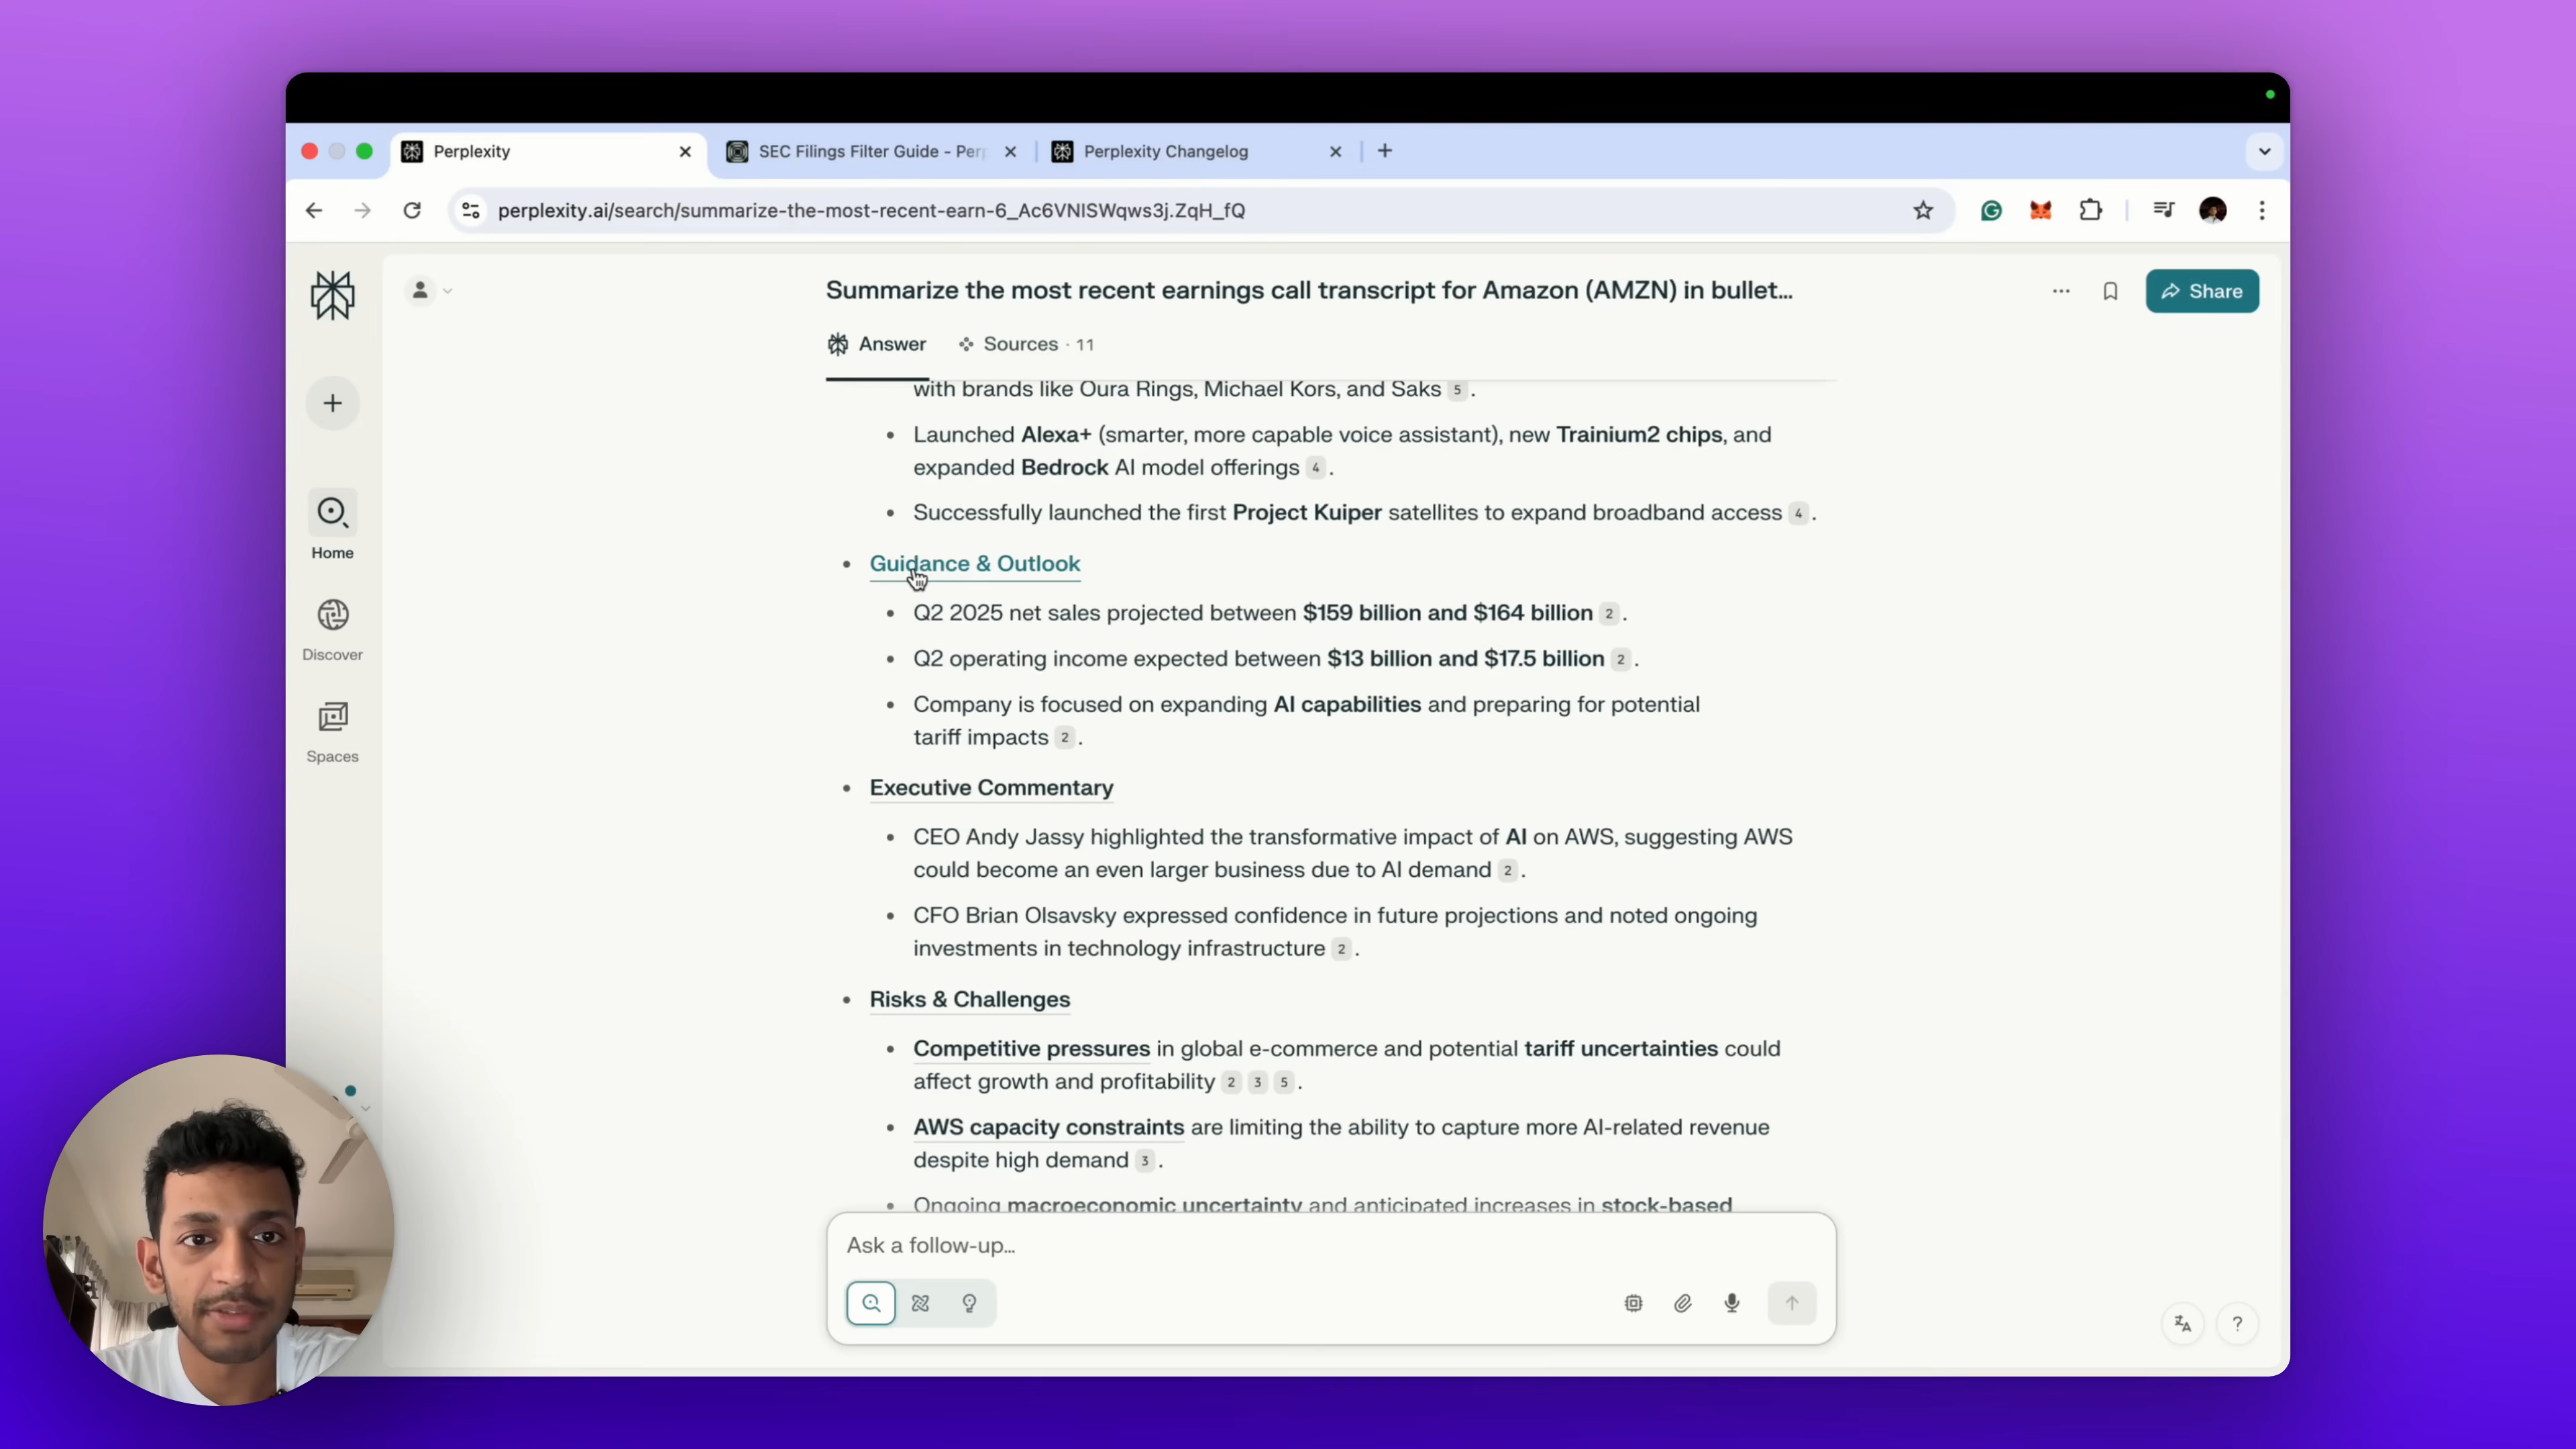 Perplexity
SEC Filings Filter Guide - Per
Perplexity Changelog
perplexity.ai/search/summarize-the-most-recent-earn-6_Ac6VNlSWqws3j.ZqH_fQ
Summarize the most recent earnings call transcript for Amazon (AMZN) in bullet...
Share
Answer
Sources · 11
with brands like Oura Rings, Michael Kors, and Saks 5 .
• Launched Alexa+ (smarter, more capable voice assistant), new Trainium2 chips, and
expanded Bedrock AI model offerings 4 .
• Successfully launched the first Project Kuiper satellites to expand broadband access 4 .
• Guidance & Outlook
• Q2 2025 net sales projected between $159 billion and $164 billion 2 .
• Q2 operating income expected between $13 billion and $17.5 billion 2 .
• Company is focused on expanding AI capabilities and preparing for potential
tariff impacts 2 .
• Executive Commentary
• CEO Andy Jassy highlighted the transformative impact of AI on AWS, suggesting AWS
could become an even larger business due to AI demand 2 .
• CFO Brian Olsavsky expressed confidence in future projections and noted ongoing
investments in technology infrastructure 2 .
• Risks & Challenges
• Competitive pressures in global e-commerce and potential tariff uncertainties could
affect growth and profitability 2 3 5 .
• AWS capacity constraints are limiting the ability to capture more AI-related revenue
despite high demand 3 .
• Ongoing macroeconomic uncertainty and anticipated increases in stock-based
Home
Discover
Spaces
Ask a follow-up...
?